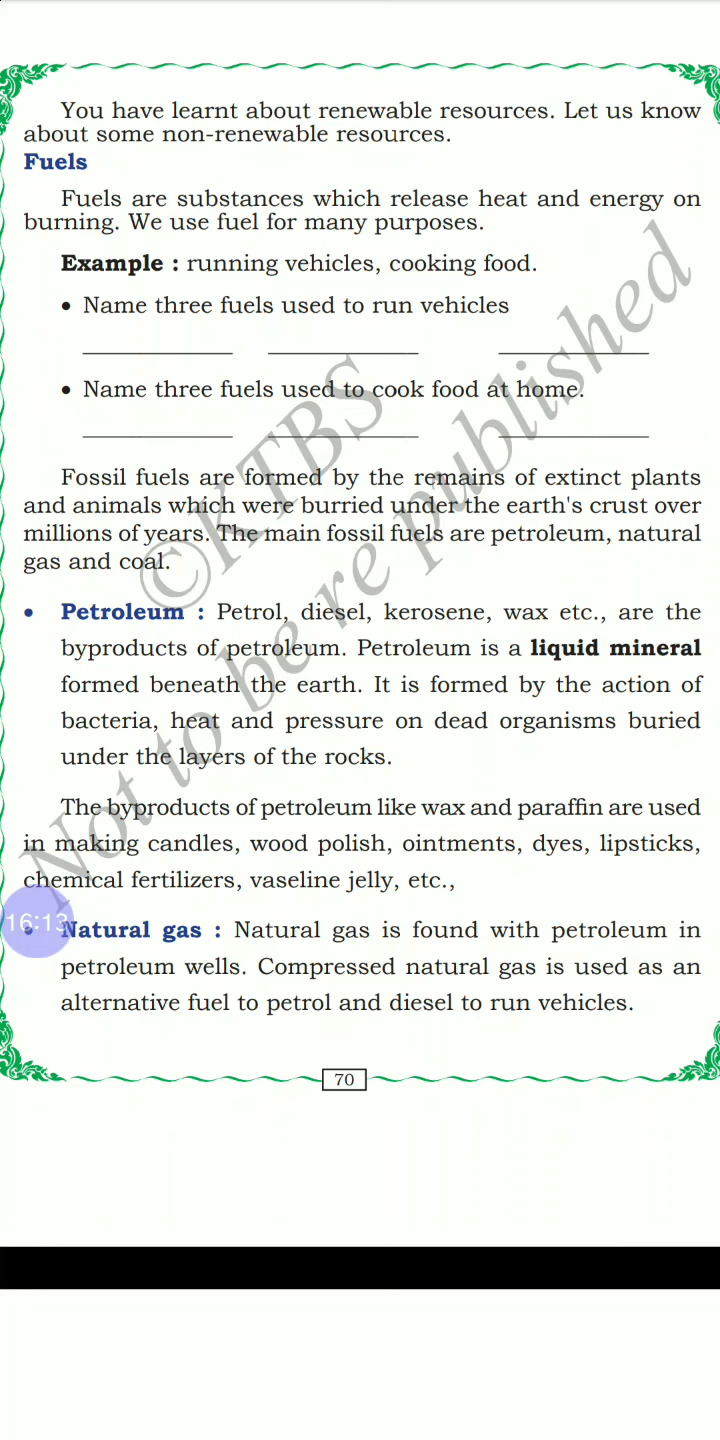 You have learnt about renewable resources. Let us know
about some non-renewable resources.
Fuels
Fuels are substances which release heat and energy on
burning. We use fuel for many purposes.
Example : running vehicles, cooking food.
• Name three fuels used to run vehicles
• Name three fuels used to cook food at home.
Fossil fuels are formed by the remains of extinct plants
and animals which were burried under the earth's crust over
millions of years. The main fossil fuels are petroleum, natural
gas and coal.
• Petroleum : Petrol, diesel, kerosene, wax etc., are the
byproducts of petroleum. Petroleum is a liquid mineral
formed beneath the earth. It is formed by the action of
bacteria, heat and pressure on dead organisms buried
under the layers of the rocks.
The byproducts of petroleum like wax and paraffin are used
in making candles, wood polish, ointments, dyes, lipsticks,
chemical fertilizers, vaseline jelly, etc.,
• Natural gas : Natural gas is found with petroleum in
petroleum wells. Compressed natural gas is used as an
alternative fuel to petrol and diesel to run vehicles.
16:13
70
©KTBS
Not to be re published